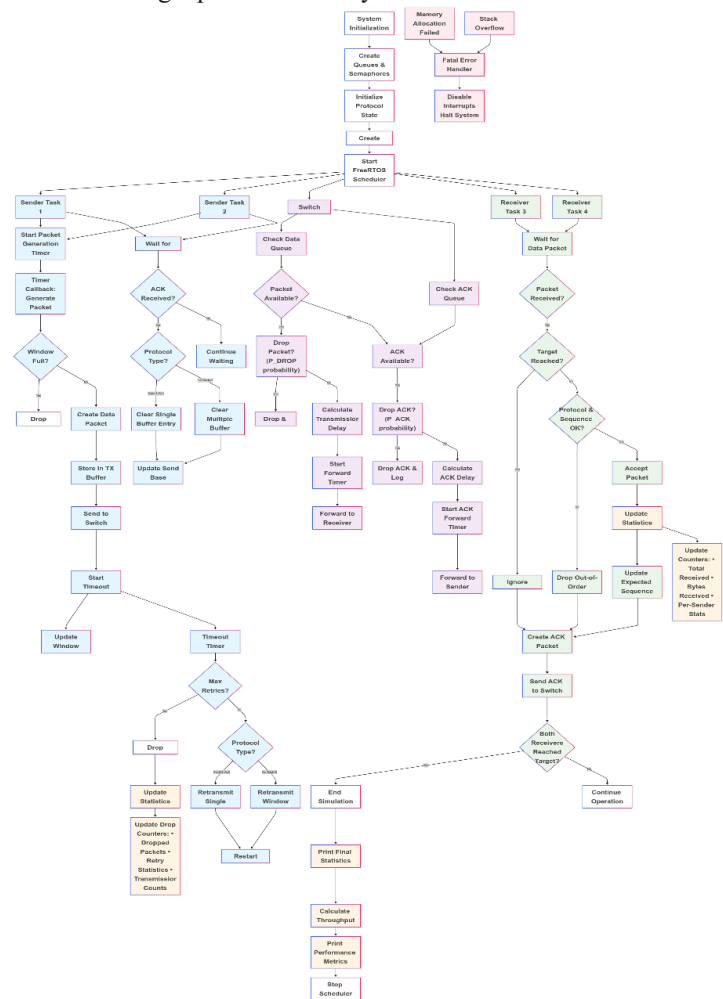 System
Initialization
Memory
Allocation
Failed
Stack
Overflow
Create
Queues &
Semaphores
Fatal Error
Handler
Initialize
Protocol
State
Disable
Interrupts
Halt System
Create
Start
FreeRTOS
Scheduler
Sender Task
1
Sender Task
2
Switch
Receiver
Task 3
Receiver
Task 4
Start Packet
Generation
Timer
Wait for
Check Data
Queue
Wait for
Data Packet
Timer
Callback:
Generate
Packet
ACK
Received?
Packet
Available?
Check ACK
Queue
Packet
Received?
Window
Full?
Protocol
Type?
Continue
Waiting
Drop
Packet?
(P_DROP
probability)
ACK
Available?
Target
Reached?
Drop
Create Data
Packet
Clear Single
Buffer Entry
Clear
Multiple
Buffer
Drop &
Calculate
Transmission
Delay
Drop ACK?
(P_ACK
probability)
Protocol &
Sequence
OK?
Store in TX
Buffer
Update Send
Base
Start
Forward
Timer
Drop ACK &
Log
Calculate
ACK Delay
Accept
Packet
Send to
Switch
Forward to
Receiver
Start ACK
Forward
Timer
Update
Statistics
Start
Timeout
Forward to
Sender
Ignore
Drop Out-of-
Order
Update
Expected
Sequence
Update
Counters: •
Total
Received •
Bytes
Received •
Per-Sender
Stats
Update
Window
Timeout
Timer
Create ACK
Packet
Max
Retries?
Send ACK
to Switch
Drop
Protocol
Type?
Both
Receivers
Reached
Target?
Update
Statistics
Retransmit
Single
Retransmit
Window
End
Simulation
Continue
Operation
Update Drop
Counters: •
Dropped
Packets •
Retry
Statistics •
Transmission
Counts
Restart
Print Final
Statistics
Calculate
Throughput
Print
Performance
Metrics
Stop
Scheduler